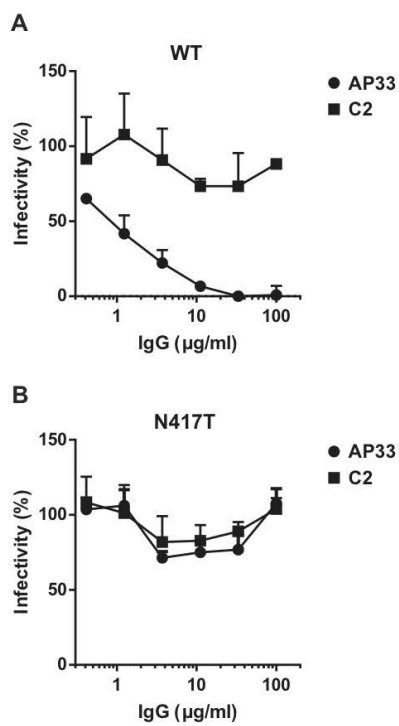 A
WT
150
100
50
0
Infectivity (%)
1
10
100
IgG (µg/ml)
AP33
C2
B
N417T
150
100
50
0
Infectivity (%)
1
10
100
IgG (µg/ml)
AP33
C2